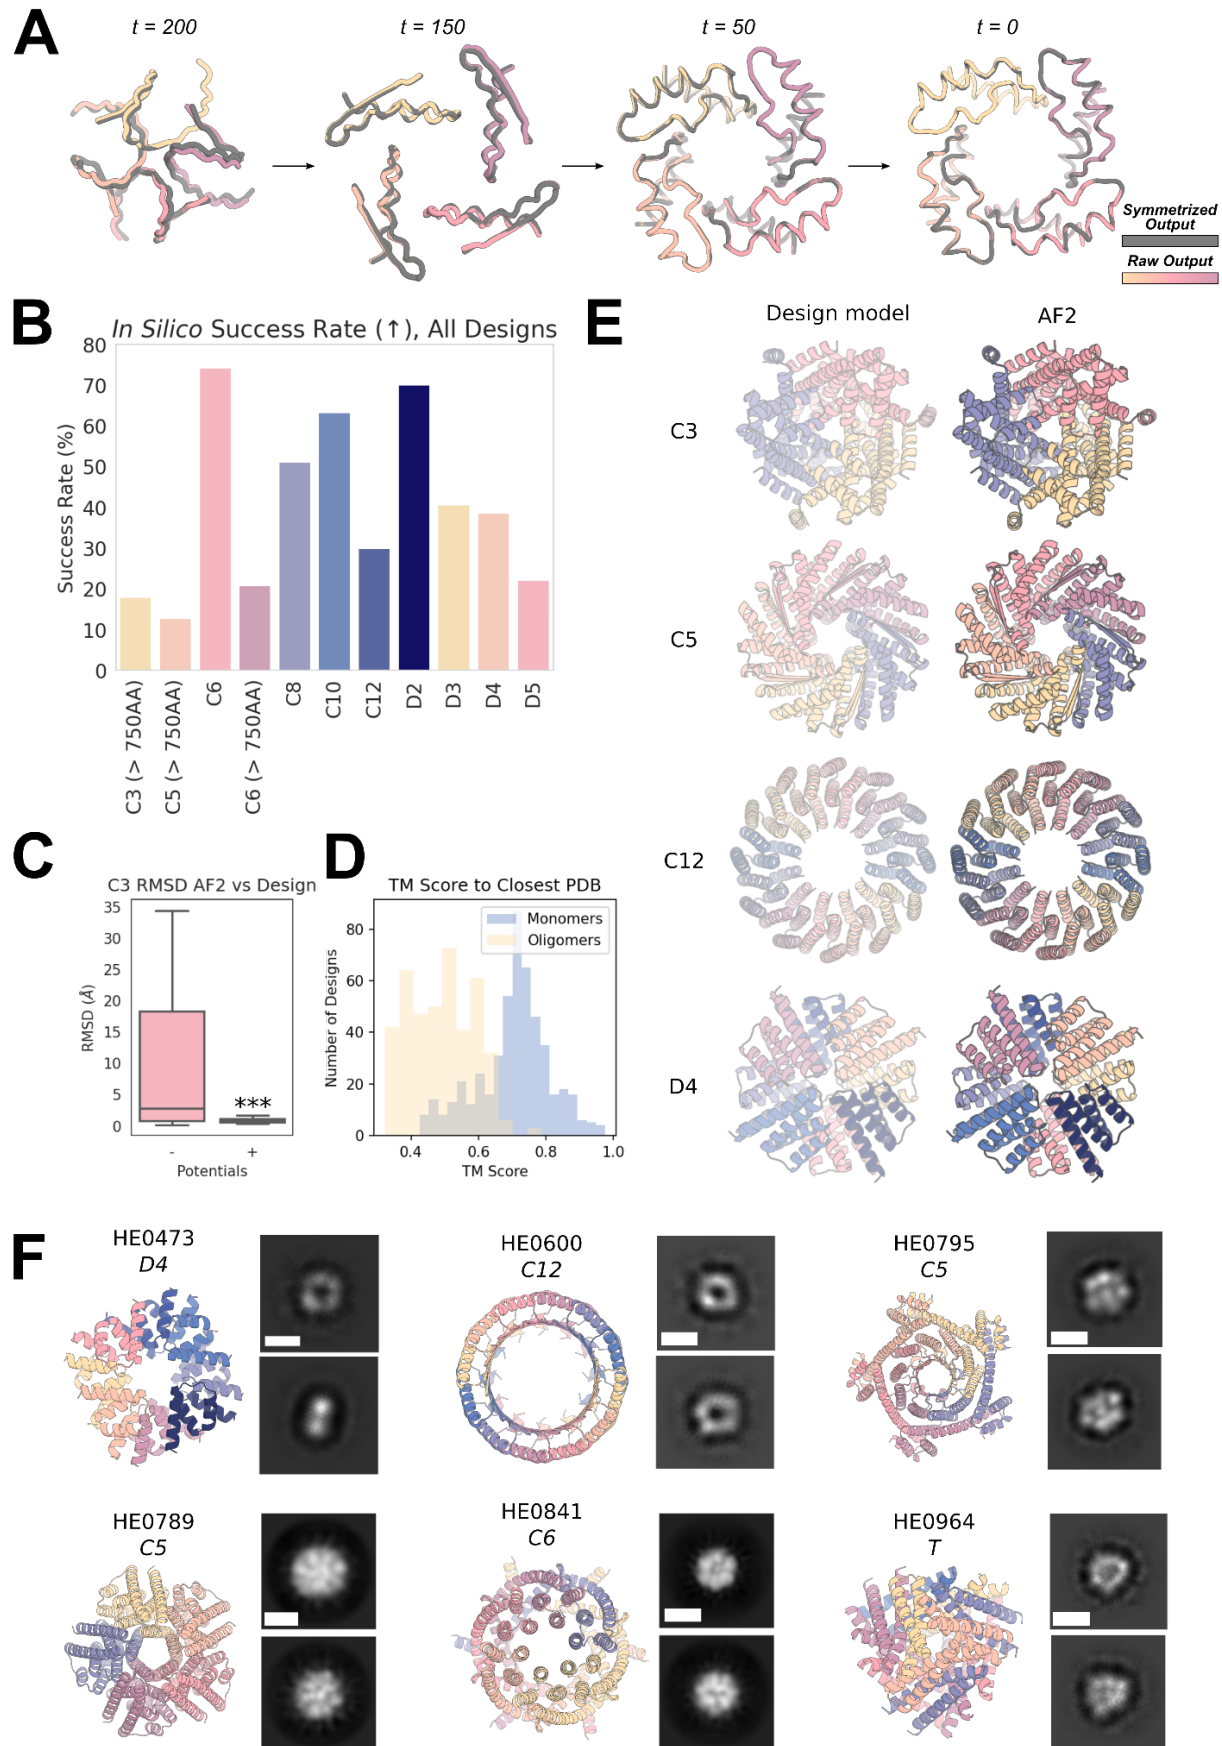 A
t = 200
t = 150
t = 50
t = 0
Symmetrized
Output
Raw Output
B
In Silico Success Rate (↑), All Designs
Success Rate (%)
80
70
60
50
40
30
20
10
0
C3 (> 750AA)
C5 (> 750AA)
C6
C6 (> 750AA)
C8
C10
C12
D2
D3
D4
D5
C
C3 RMSD AF2 vs Design
RMSD (Å)
35
30
25
20
15
10
5
0
***
- +
Potentials
D
TM Score to Closest PDB
Monomers
Oligomers
Number of Designs
80
60
40
20
0
0.4 0.6 0.8 1.0
TM Score
E
Design model AF2
C3
C5
C12
D4
F
HE0473
D4
HE0600
C12
HE0795
C5
HE0789
C5
HE0841
C6
HE0964
T